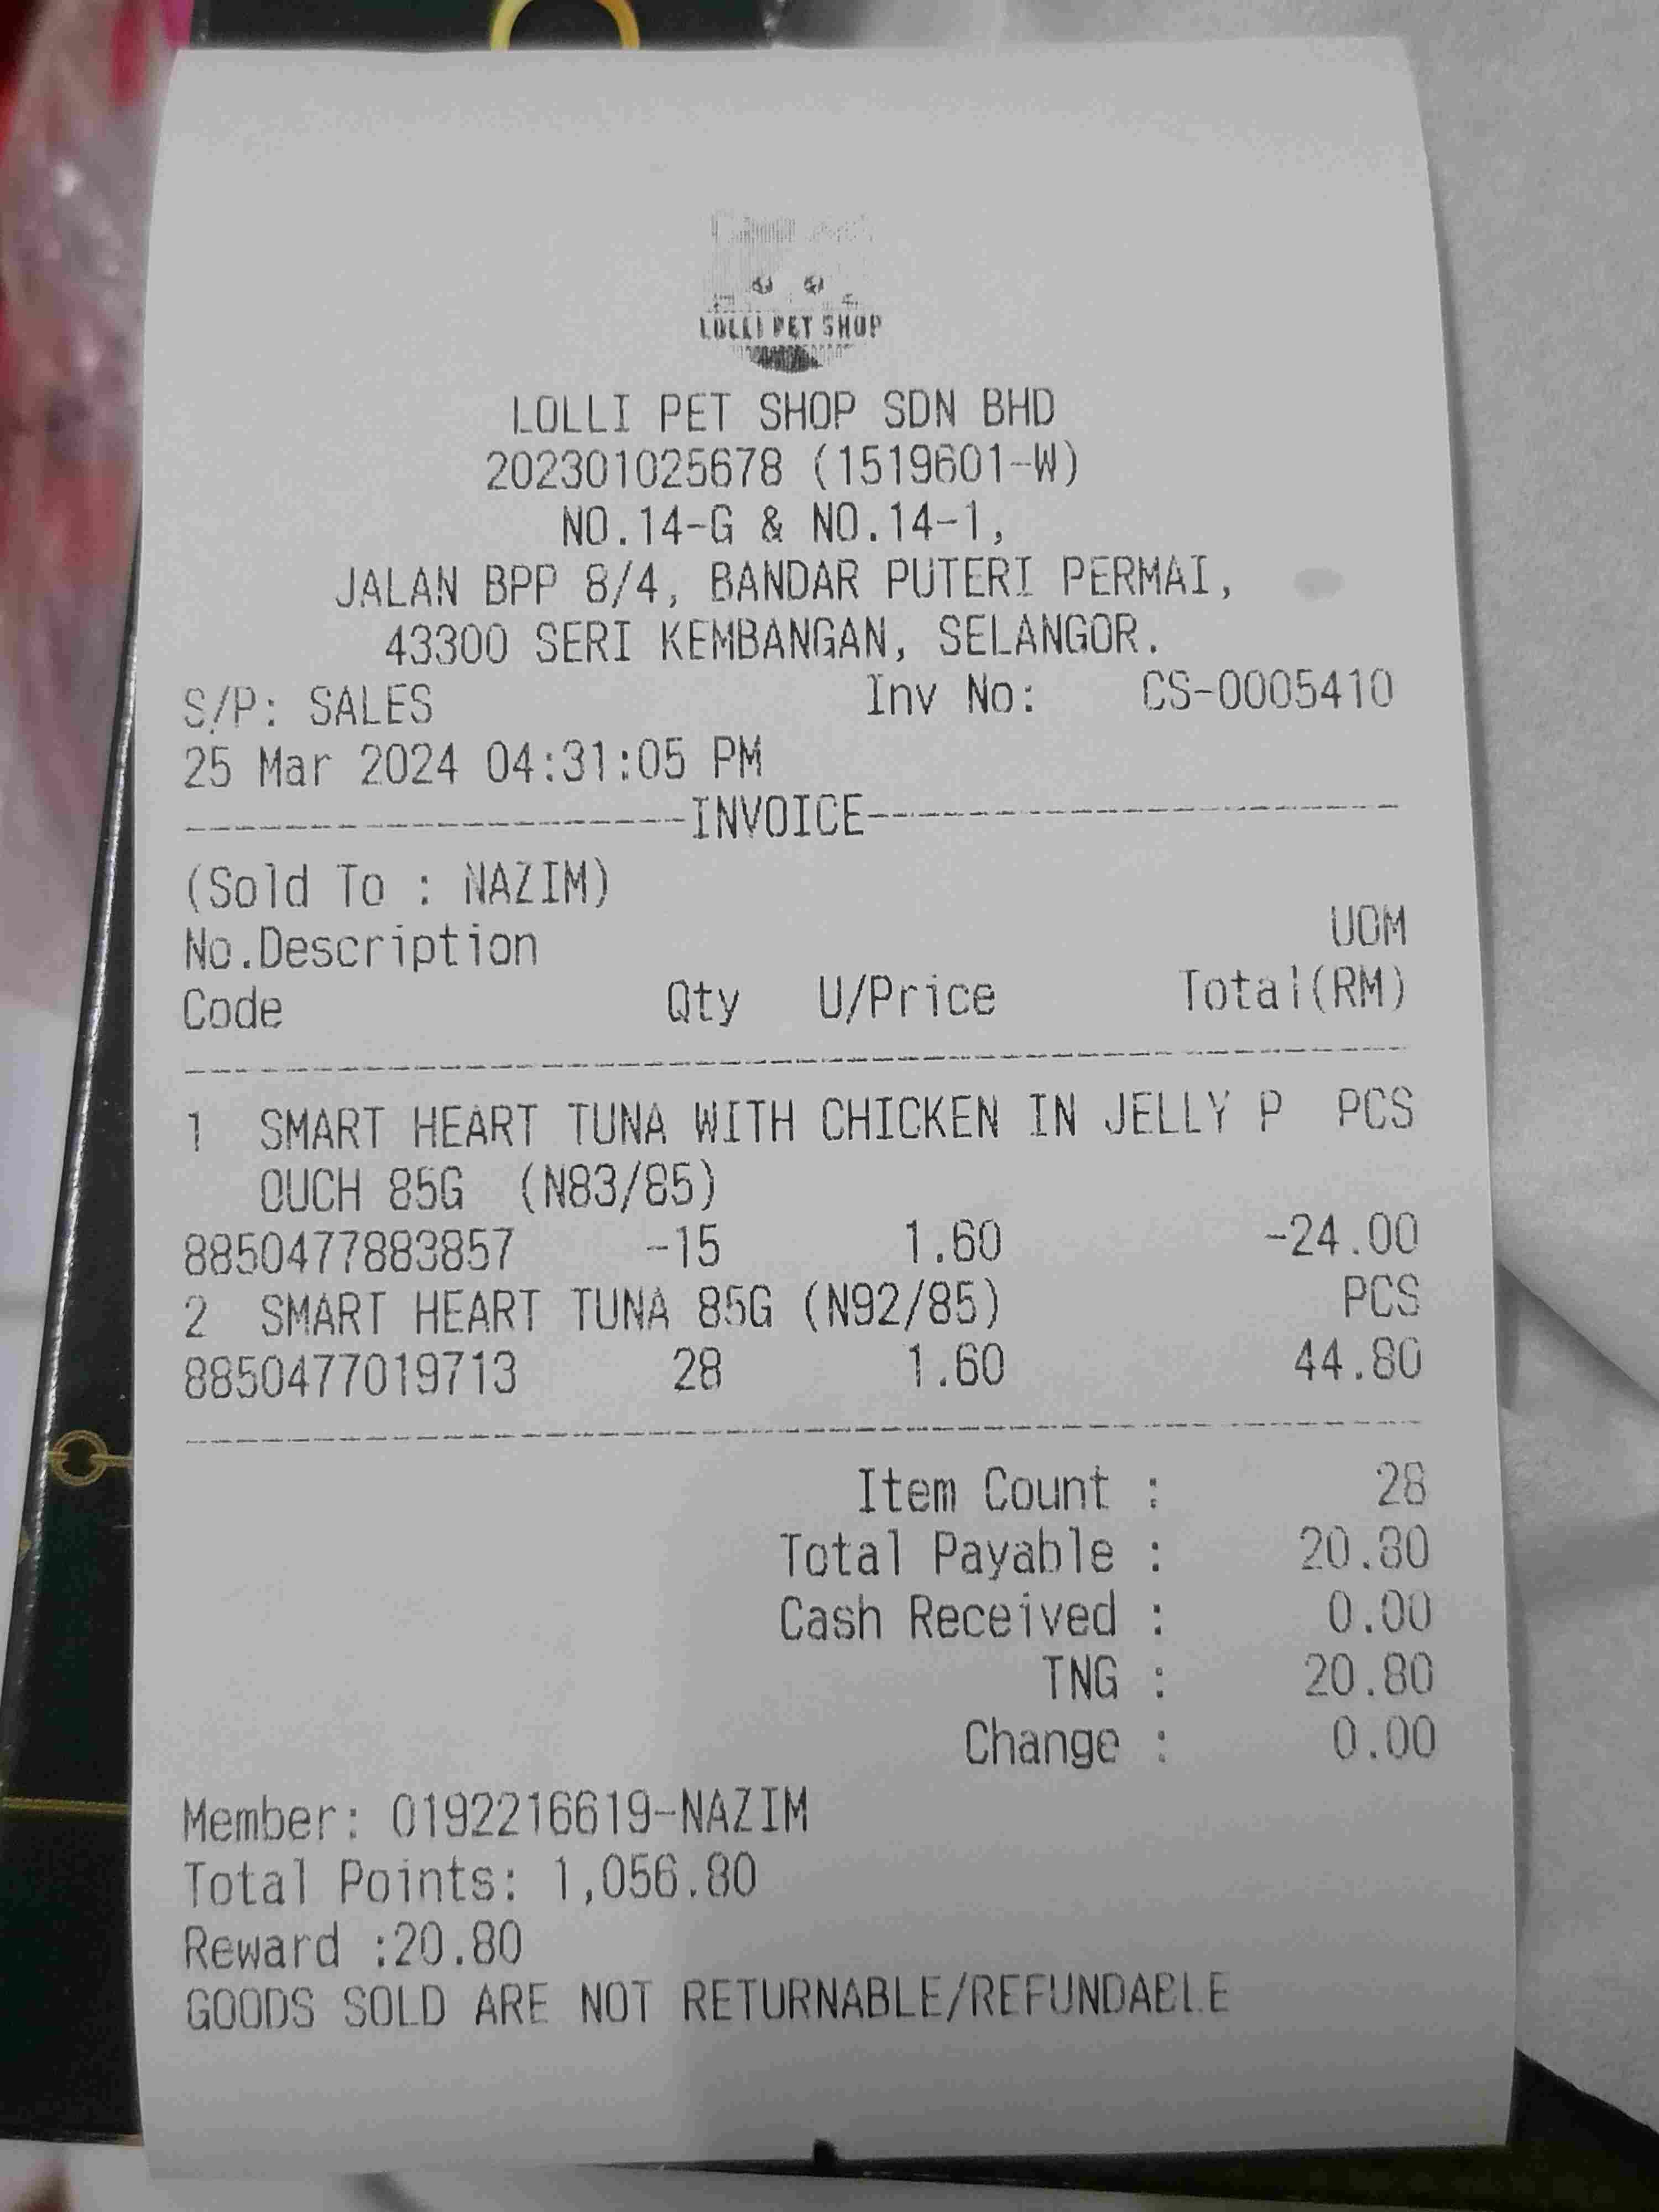 LOLLI PET SHOP
LOLLI PET SHOP SDN BHD
202301025678 (1519601-W)
NO.14-G & NO.14-1,
JALAN BPP 8/4, BANDAR PUTERI PERMAI,
43300 SERI KEMBANGAN, SELANGOR.
S/P: SALES Inv No: CS-0005410
25 Mar 2024 04:31:05 PM
---------------------INVOICE---------------------
(Sold To : NAZIM)
No.Description UOM
Code Qty U/Price Total(RM)
1 SMART HEART TUNA WITH CHICKEN IN JELLY P PCS
OUCH 85G (N83/85)
8850477883857 -15 1.60 -24.00
2 SMART HEART TUNA 85G (N92/85) PCS
8850477019713 28 1.60 44.80
Item Count : 28
Total Payable : 20.80
Cash Received : 0.00
TNG : 20.80
Change : 0.00
Member: 0192216619-NAZIM
Total Points: 1,056.80
Reward :20.80
GOODS SOLD ARE NOT RETURNABLE/REFUNDABLE